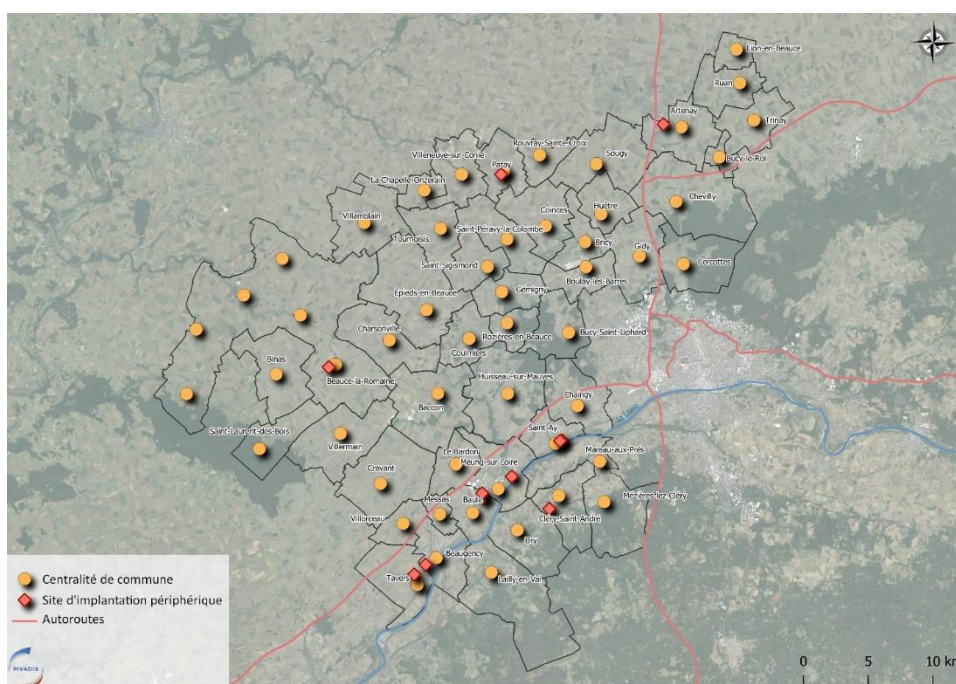 Lion-en-Beauce
Ruan
Artenay
Trinay
Rouvray-Sainte-Croix
Villeneuve-sur-Conie
Patay
Sougy
Bucy-le-Roi
La Chapelle-Onzerain
Chevilly
Coinces
Huêtre
Villamblain
Saint-Péravy-la-Colombe
Tournoisis
Bricy
Gidy
Saint-Sigismond
Cercottes
Boulay-les-Barres
Gémigny
Épieds-en-Beauce
Charsonville
Rozières-en-Beauce
Bucy-Saint-Liphard
Coulmiers
Binas
Beauce-la-Romaine
Huisseau-sur-Mauves
Chaingy
Baccon
La Loire
Saint-Ay
Saint-Laurent-des-Bois
Villermain
Le Bardon
Mareau-aux-Prés
Meung-sur-Loire
Cravant
Messas
Baule
Mézières-lez-Cléry
Cléry-Saint-André
Villorceau
Dry
Beaugency
Tavers
Lailly-en-Val
Centralité de commune
Site d'implantation périphérique
Autoroutes
PIVADIS
0 5 10 km